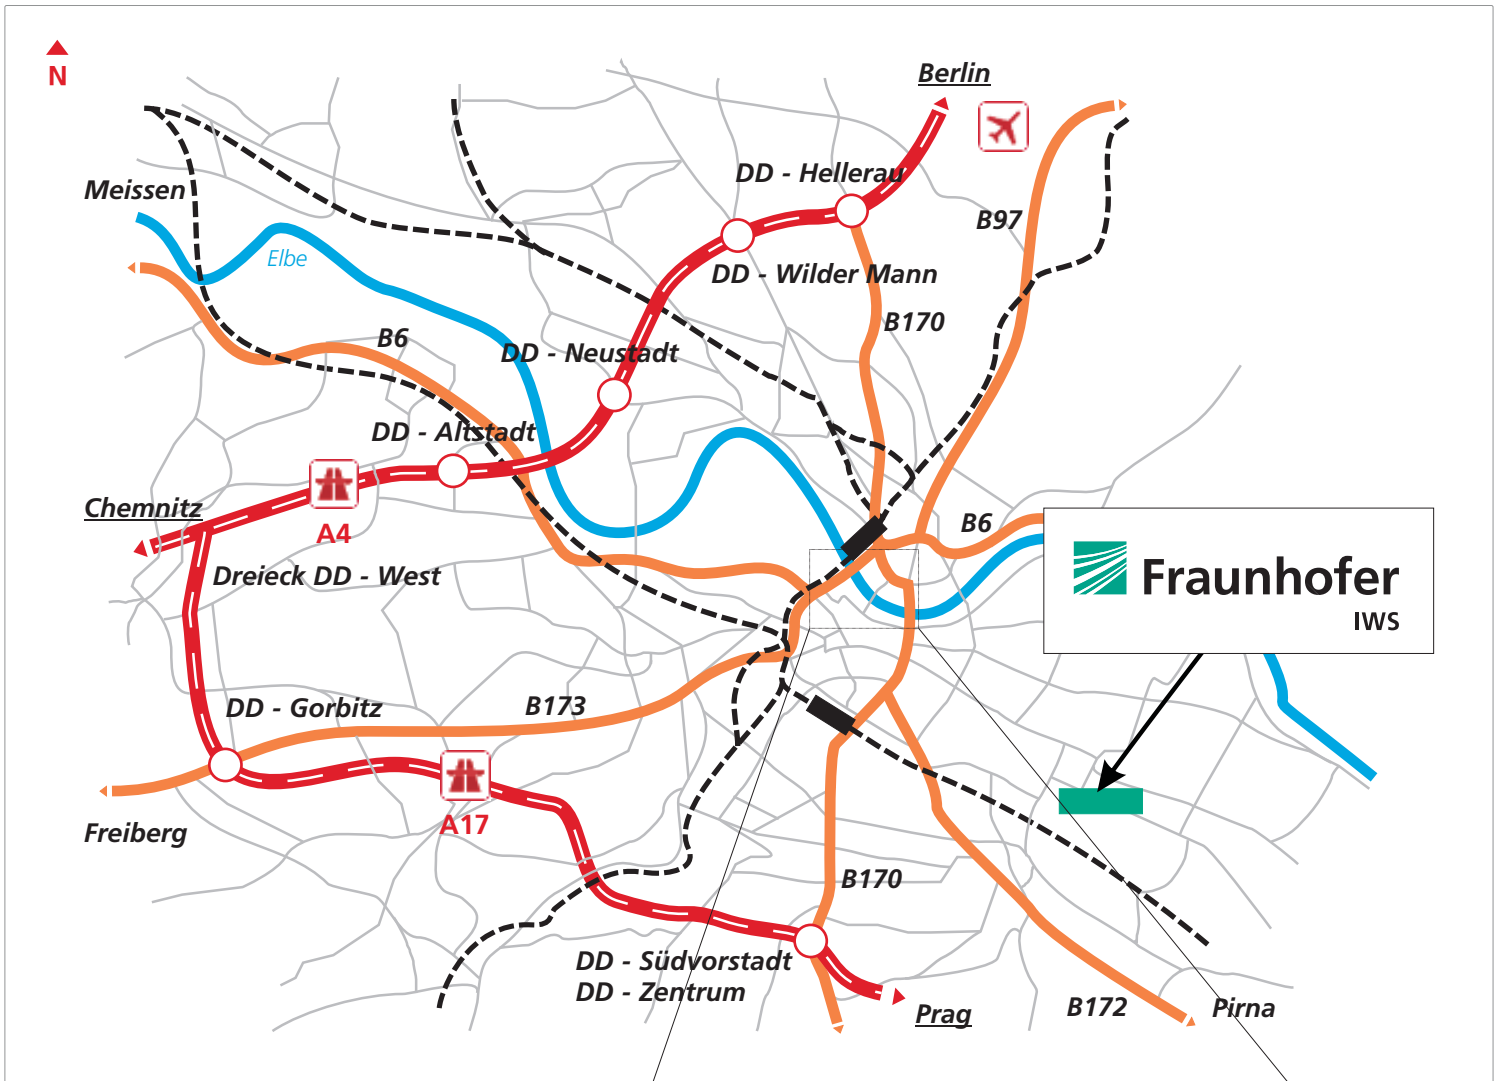 N
Berlin
DD - Hellerau
Meissen
B97
Elbe
DD - Wilder Mann
B170
B6
DD - Neustadt
DD - Altstadt
Chemnitz
A4
B6
Dreieck DD - West
Fraunhofer
IWS
DD - Gorbitz
B173
A17
Freiberg
B170
DD - Südvorstadt
DD - Zentrum
Prag
B172
Pirna